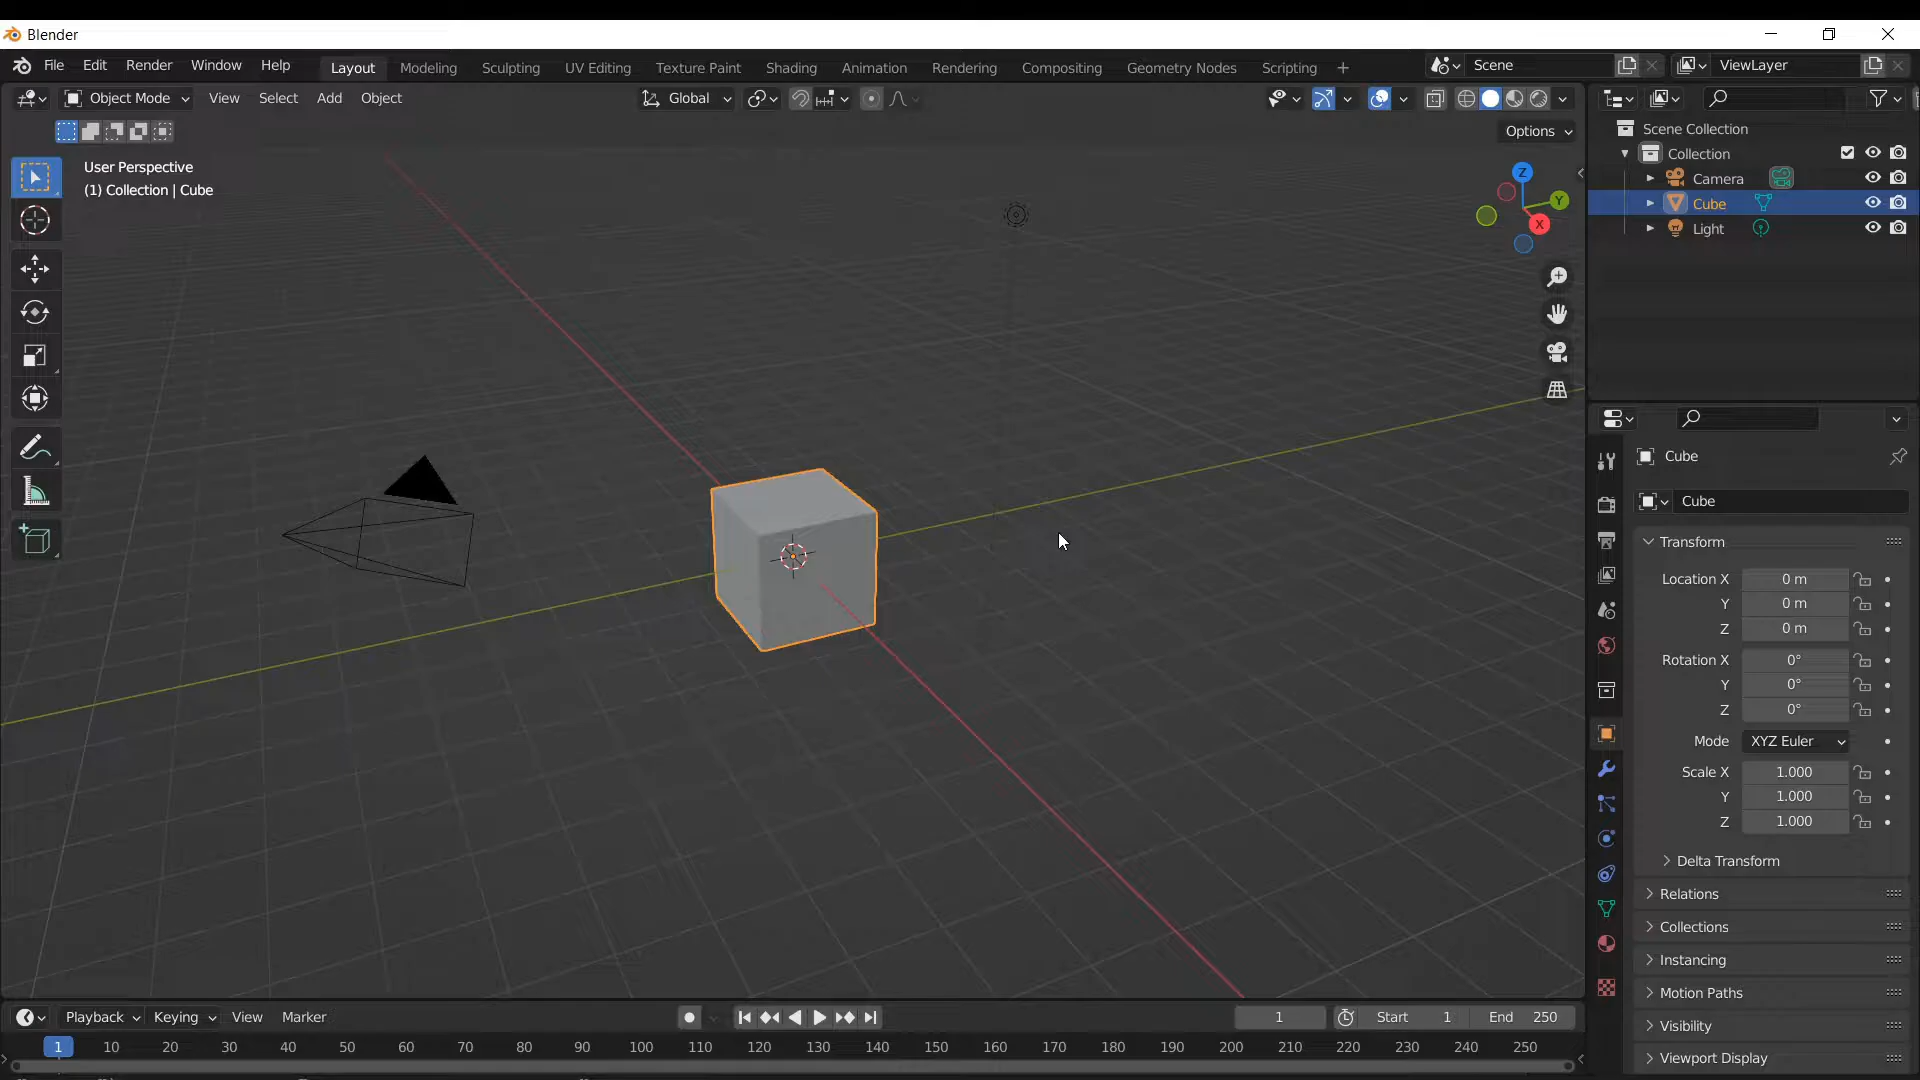 Blender
File Edit Render Window Help Layout Modeling Sculpting UV Editing Texture Paint Shading Animation Rendering Compositing Geometry Nodes Scripting + Scene ViewLayer
Object Mode View Select Add Object Global
Options
User Perspective
(1) Collection | Cube
Z
Y
X
Scene Collection
Collection
Camera
Cube
Light
Cube
Cube
Transform
Location X 0 m
Y 0 m
Z 0 m
Rotation X 0°
Y 0°
Z 0°
Mode XYZ Euler
Scale X 1.000
Y 1.000
Z 1.000
Delta Transform
Relations
Collections
Instancing
Motion Paths
Visibility
Viewport Display
Playback Keying View Marker 1 Start 1 End 250
1 10 20 30 40 50 60 70 80 90 100 110 120 130 140 150 160 170 180 190 200 210 220 230 240 250